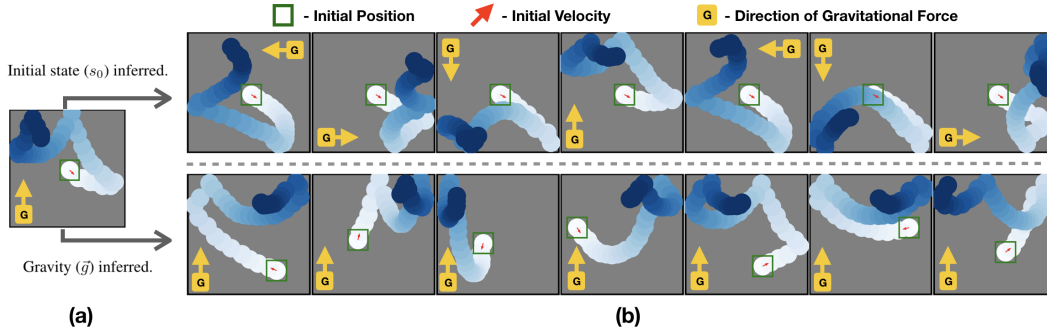 - Initial Position
- Initial Velocity
G - Direction of Gravitational Force
Initial state (s₀) inferred.
G
G
G
G
G
G
G
G
Gravity (g⃗) inferred.
G
G
G
G
G
G
G
(a)
(b)